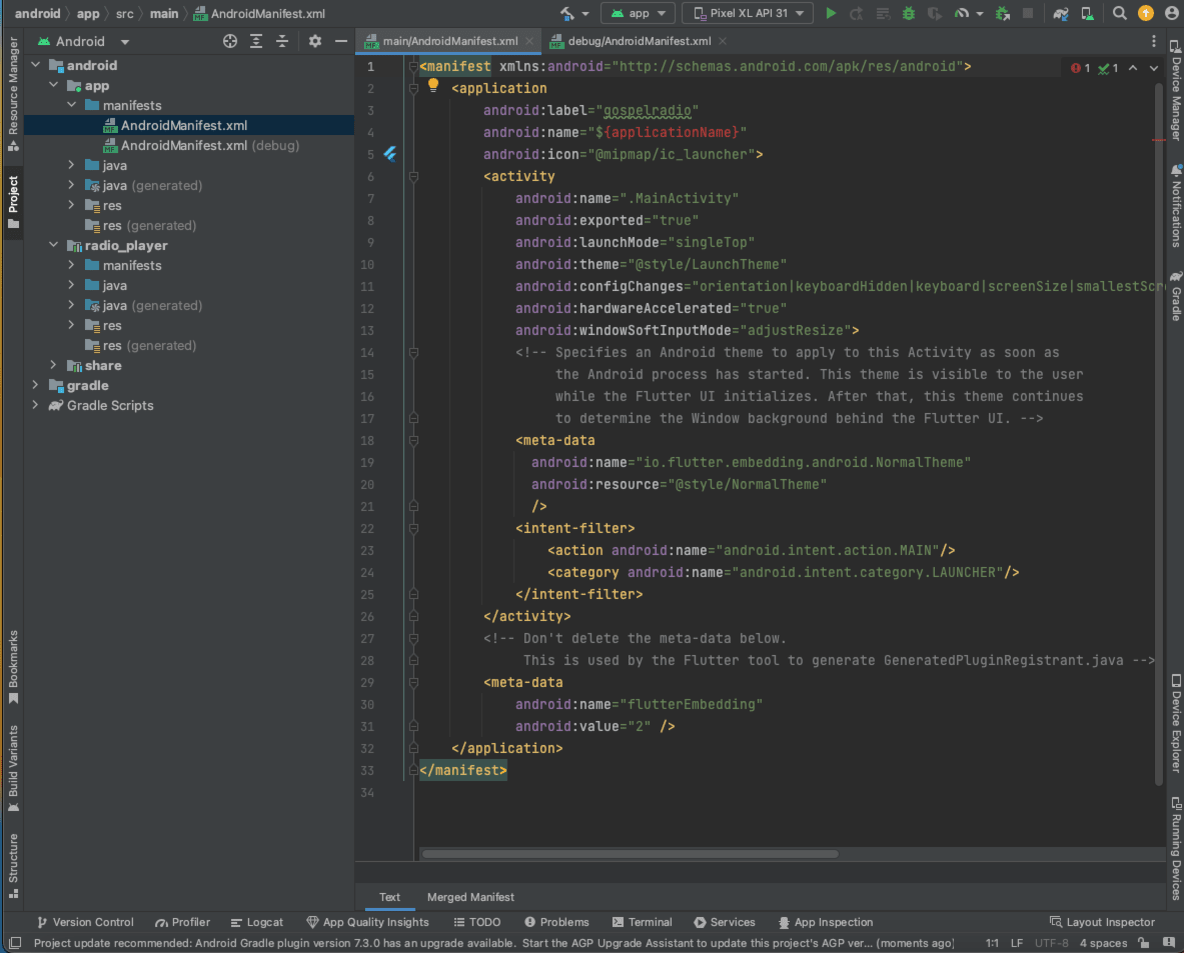 android app src main AndroidManifest.xml app Pixel XL API 31
Android main/AndroidManifest.xml debug/AndroidManifest.xml
Resource Manager
Project
Bookmarks
Build Variants
Structure
android
app
manifests
AndroidManifest.xml
AndroidManifest.xml (debug)
java
java (generated)
res
res (generated)
radio_player
manifests
java
java (generated)
res
res (generated)
share
gradle
Gradle Scripts
1 <manifest xmlns:android="http://schemas.android.com/apk/res/android"> 1 1
2 <application
3 android:label="gospelradio"
4 android:name="${applicationName}"
5 android:icon="@mipmap/ic_launcher">
6 <activity
7 android:name=".MainActivity"
8 android:exported="true"
9 android:launchMode="singleTop"
10 android:theme="@style/LaunchTheme"
11 android:configChanges="orientation|keyboardHidden|keyboard|screenSize|smallestScre
12 android:hardwareAccelerated="true"
13 android:windowSoftInputMode="adjustResize">
14 <!-- Specifies an Android theme to apply to this Activity as soon as
15 the Android process has started. This theme is visible to the user
16 while the Flutter UI initializes. After that, this theme continues
17 to determine the Window background behind the Flutter UI. -->
18 <meta-data
19 android:name="io.flutter.embedding.android.NormalTheme"
20 android:resource="@style/NormalTheme"
21 />
22 <intent-filter>
23 <action android:name="android.intent.action.MAIN"/>
24 <category android:name="android.intent.category.LAUNCHER"/>
25 </intent-filter>
26 </activity>
27 <!-- Don't delete the meta-data below.
28 This is used by the Flutter tool to generate GeneratedPluginRegistrant.java -->
29 <meta-data
30 android:name="flutterEmbedding"
31 android:value="2" />
32 </application>
33 </manifest>
34
Device Manager
Notifications
Gradle
Device Explorer
Running Devices
Text Merged Manifest
Version Control Profiler Logcat App Quality Insights TODO Problems Terminal Services App Inspection Layout Inspector
Project update recommended: Android Gradle plugin version 7.3.0 has an upgrade available. Start the AGP Upgrade Assistant to update this project's AGP ver... (moments ago) 1:1 LF UTF-8 4 spaces